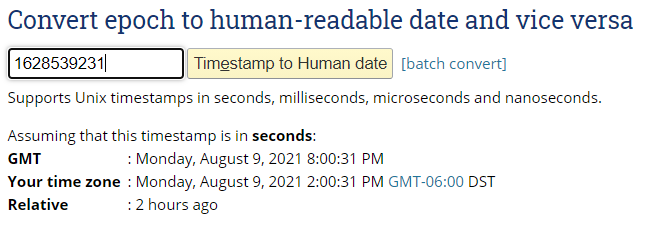 Convert epoch to human-readable date and vice versa
1628539231 Timestamp to Human date [batch convert]
Supports Unix timestamps in seconds, milliseconds, microseconds and nanoseconds.
Assuming that this timestamp is in seconds:
GMT : Monday, August 9, 2021 8:00:31 PM
Your time zone : Monday, August 9, 2021 2:00:31 PM GMT-06:00 DST
Relative : 2 hours ago